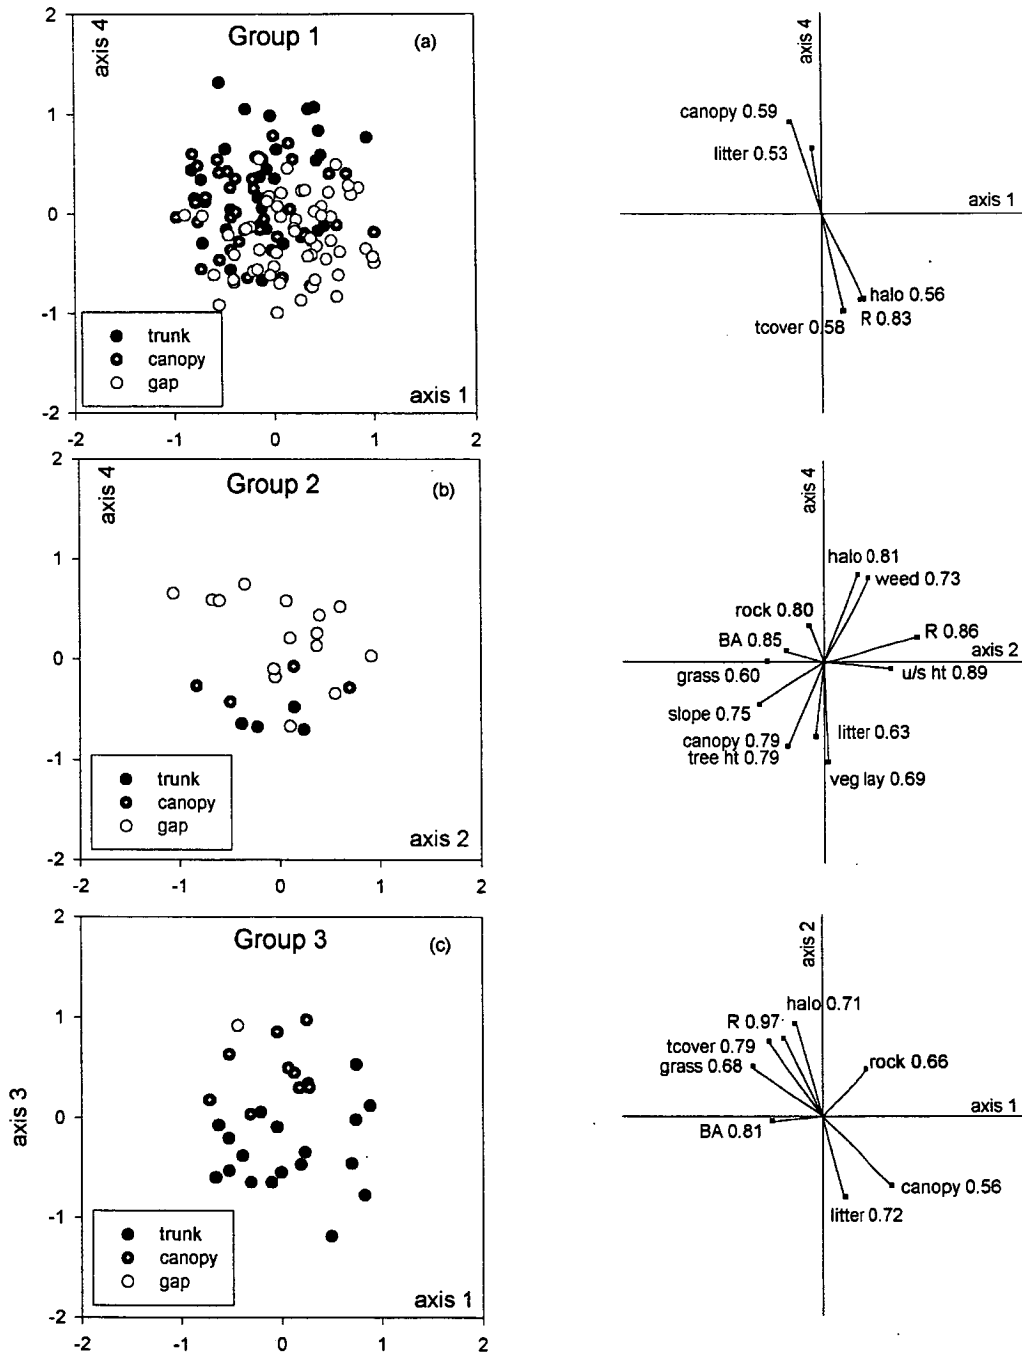 2
axis 4
Group 1
(a)
1
0
-1
-2
trunk
canopy
gap
axis 1
-2
-1
0
1
2
axis 4
canopy 0.59
litter 0.53
axis 1
halo 0.56
R 0.83
tcover 0.58
2
axis 4
Group 2
(b)
1
0
-1
-2
trunk
canopy
gap
axis 2
-2
-1
0
1
2
axis 4
halo 0.81
weed 0.73
rock 0.80
R 0.86
BA 0.85
axis 2
grass 0.60
u/s ht 0.89
slope 0.75
litter 0.63
canopy 0.79
tree ht 0.79
veg lay 0.69
2
Group 3
(c)
1
axis 3
0
-1
-2
trunk
canopy
gap
axis 1
-2
-1
0
1
2
axis 2
halo 0.71
R 0.97
tcover 0.79
grass 0.68
rock 0.66
axis 1
BA 0.81
canopy 0.56
litter 0.72